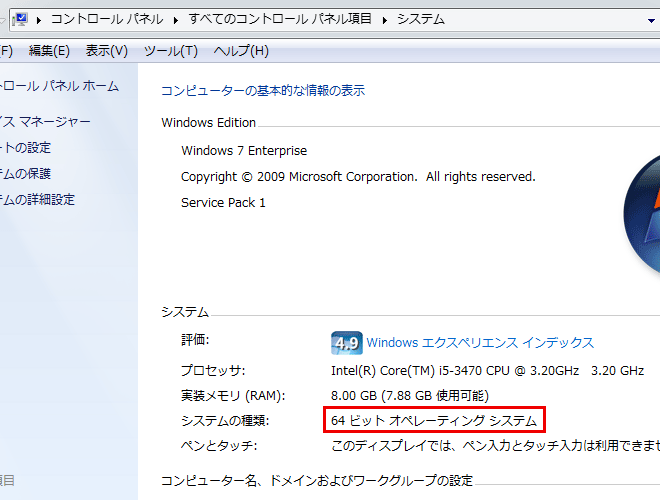 コントロール パネル ▸ すべてのコントロール パネル項目 ▸ システム
(F) 編集(E) 表示(V) ツール(T) ヘルプ(H)
トロール パネル ホーム
イス マネージャー
ートの設定
テムの保護
テムの詳細設定
項目
コンピューターの基本的な情報の表示
Windows Edition
Windows 7 Enterprise
Copyright © 2009 Microsoft Corporation. All rights reserved.
Service Pack 1
システム
評価: 4.9 Windows エクスペリエンス インデックス
プロセッサ: Intel(R) Core(TM) i5-3470 CPU @ 3.20GHz 3.20 GHz
実装メモリ (RAM): 8.00 GB (7.88 GB 使用可能)
システムの種類: 64 ビット オペレーティング システム
ペンとタッチ: このディスプレイでは、ペン入力とタッチ入力は利用できませ
コンピューター名、ドメインおよびワークグループの設定